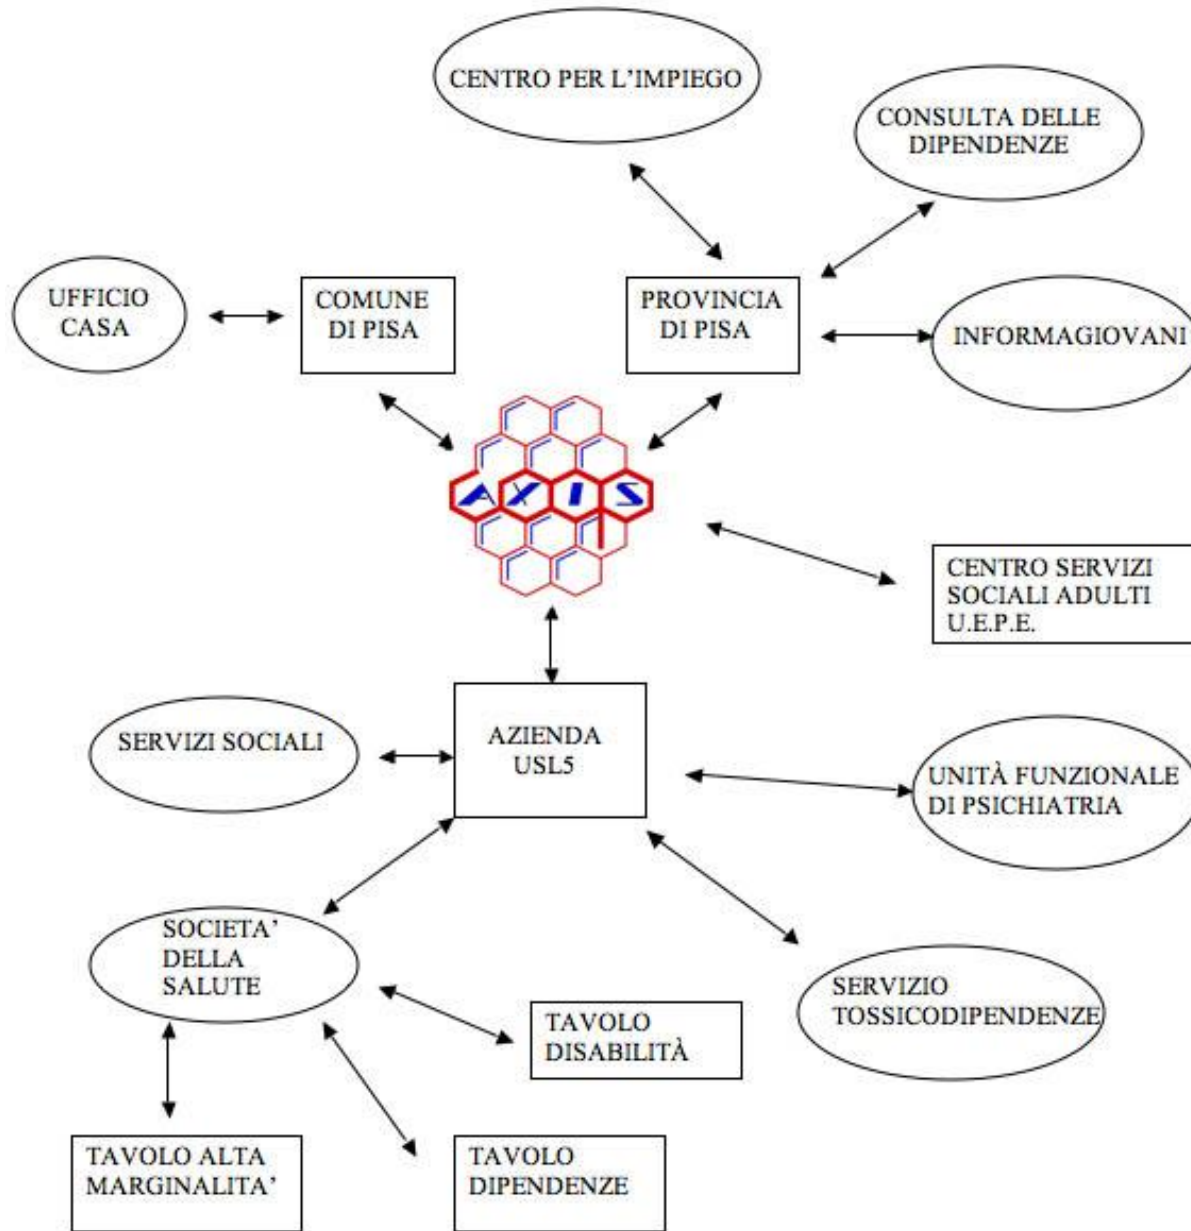 CENTRO PER L'IMPIEGO
CONSULTA DELLE
DIPENDENZE
UFFICIO
CASA
COMUNE
DI PISA
PROVINCIA
DI PISA
INFORMAGIOVANI
AXIS
CENTRO SERVIZI
SOCIALI ADULTI
U.E.P.E.
SERVIZI SOCIALI
AZIENDA
USL5
UNITÀ FUNZIONALE
DI PSICHIATRIA
SOCIETA'
DELLA
SALUTE
SERVIZIO
TOSSICODIPENDENZE
TAVOLO
DISABILITÀ
TAVOLO ALTA
MARGINALITA'
TAVOLO
DIPENDENZE